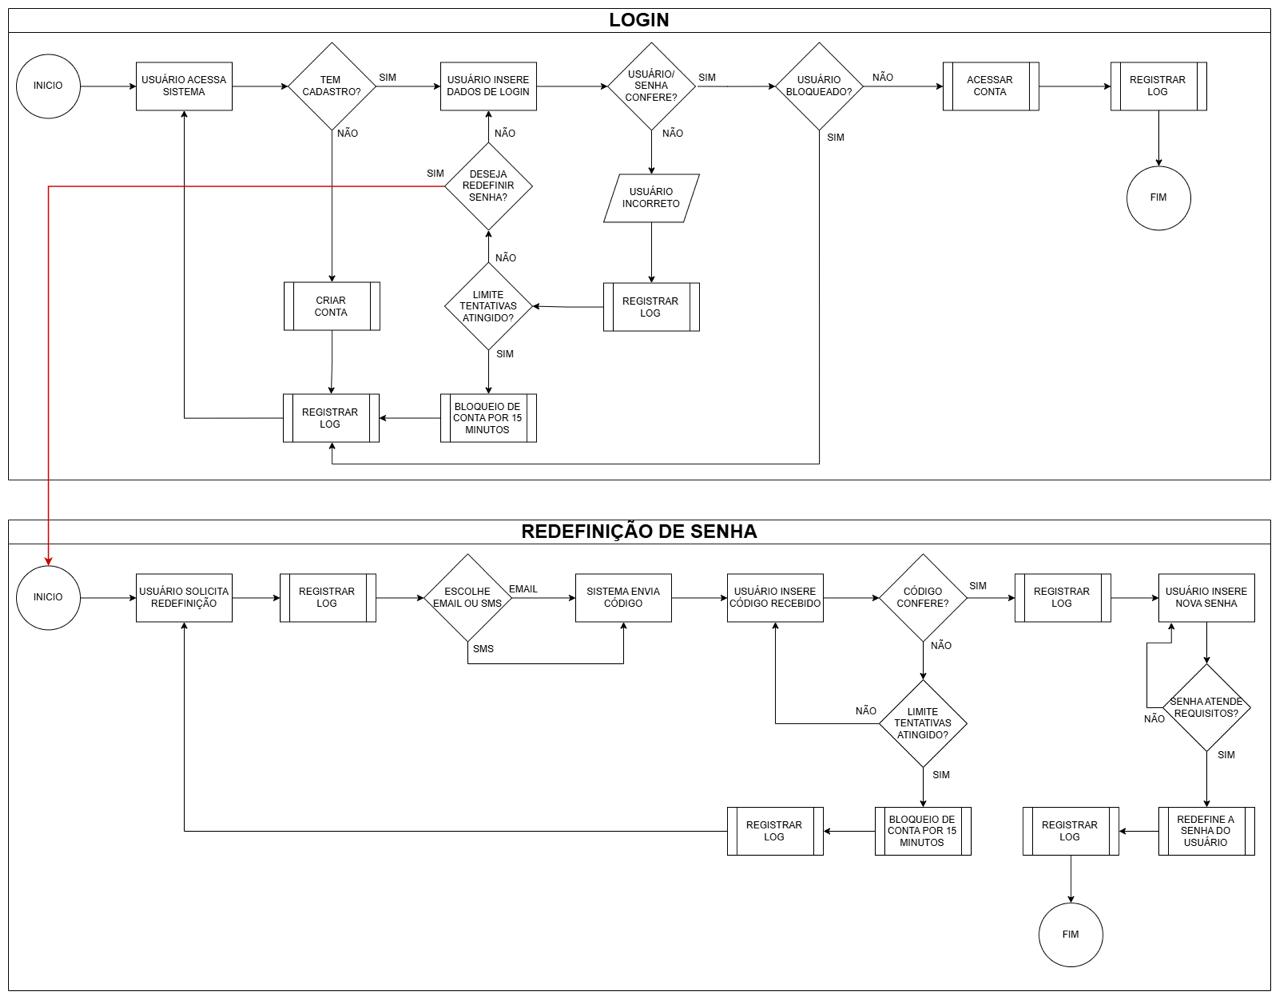 LOGIN
INICIO
USUÁRIO ACESSA
SISTEMA
TEM
CADASTRO?
SIM
NÃO
USUÁRIO INSERE
DADOS DE LOGIN
USUÁRIO/
SENHA
CONFERE?
SIM
NÃO
USUÁRIO
BLOQUEADO?
NÃO
SIM
ACESSAR
CONTA
REGISTRAR
LOG
FIM
NÃO
SIM
DESEJA
REDEFINIR
SENHA?
USUÁRIO
INCORRETO
NÃO
LIMITE
TENTATIVAS
ATINGIDO?
SIM
REGISTRAR
LOG
CRIAR
CONTA
REGISTRAR
LOG
BLOQUEIO DE
CONTA POR 15
MINUTOS
REDEFINIÇÃO DE SENHA
INICIO
USUÁRIO SOLICITA
REDEFINIÇÃO
REGISTRAR
LOG
ESCOLHE
EMAIL OU SMS
EMAIL
SMS
SISTEMA ENVIA
CÓDIGO
USUÁRIO INSERE
CÓDIGO RECEBIDO
CÓDIGO
CONFERE?
SIM
NÃO
REGISTRAR
LOG
USUÁRIO INSERE
NOVA SENHA
NÃO
LIMITE
TENTATIVAS
ATINGIDO?
SIM
SENHA ATENDE
REQUISITOS?
NÃO
SIM
REGISTRAR
LOG
BLOQUEIO DE
CONTA POR 15
MINUTOS
REGISTRAR
LOG
REDEFINE A
SENHA DO
USUÁRIO
FIM